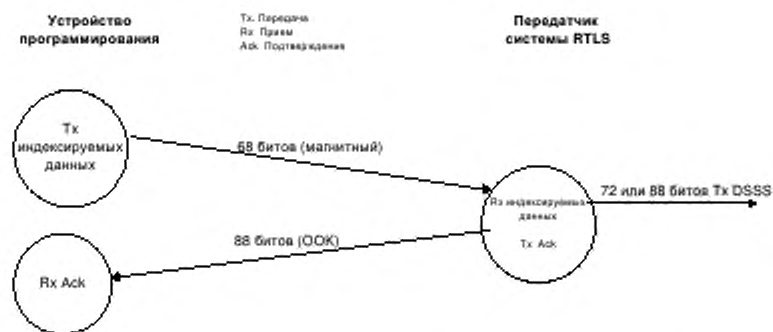 Устройство
программирования
Tx. Передача
Rx Прием
Ack Подтверждение
Передатчик
системы RTLS
Tx
индексируемых
данных
68 битов (магнитный)
Rx индексируемых
данных
Tx Ack
72 или 88 битов Tx DSSS
88 битов (OOK)
Rx Ack